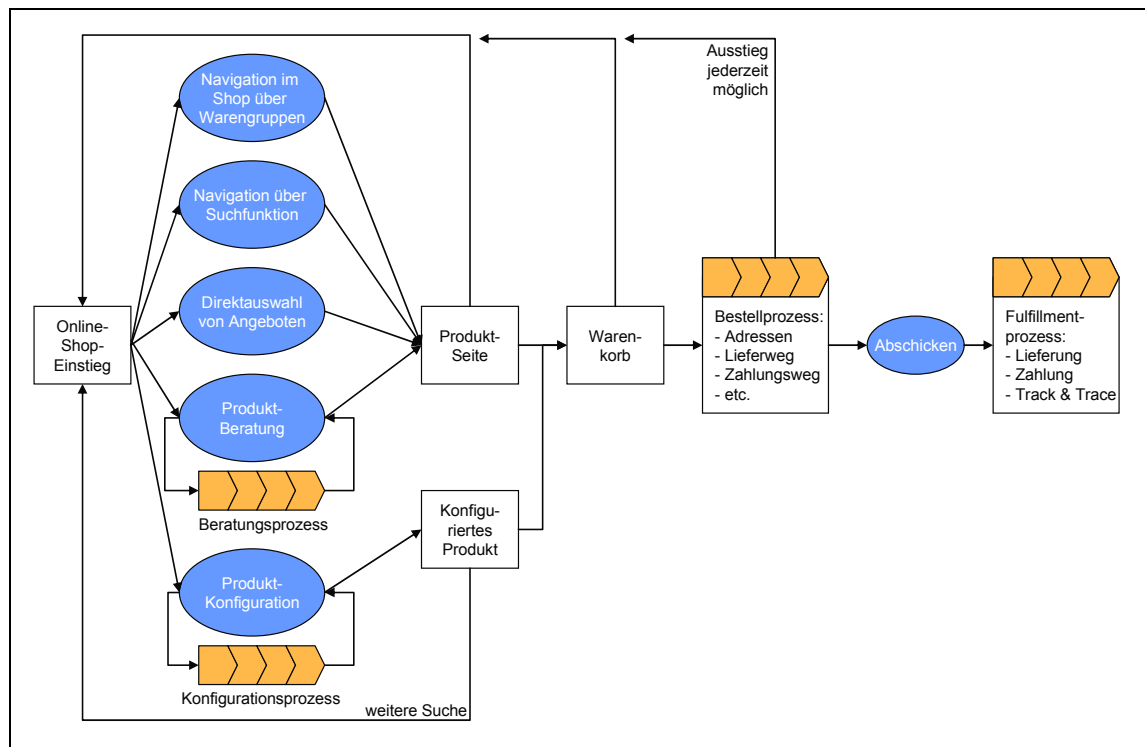 Ausstieg
jederzeit
möglich
Navigation im
Shop über
Warengruppen
Navigation über
Suchfunktion
Direktauswahl
von Angeboten
Online-
Shop-
Einstieg
Produkt-
Seite
Waren-
korb
Bestellprozess:
- Adressen
- Lieferweg
- Zahlungsweg
- etc.
Abschicken
Fulfillment-
prozess:
- Lieferung
- Zahlung
- Track & Trace
Produkt-
Beratung
Beratungsprozess
Konfigu-
riertes
Produkt
Produkt-
Konfiguration
Konfigurationsprozess
weitere Suche